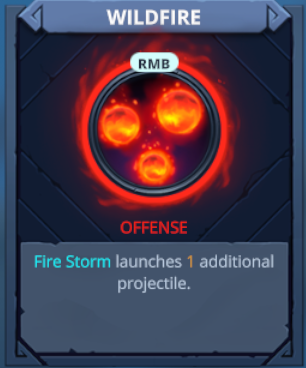 WILDFIRE
RMB
OFFENSE
Fire Storm launches 1 additional
projectile.